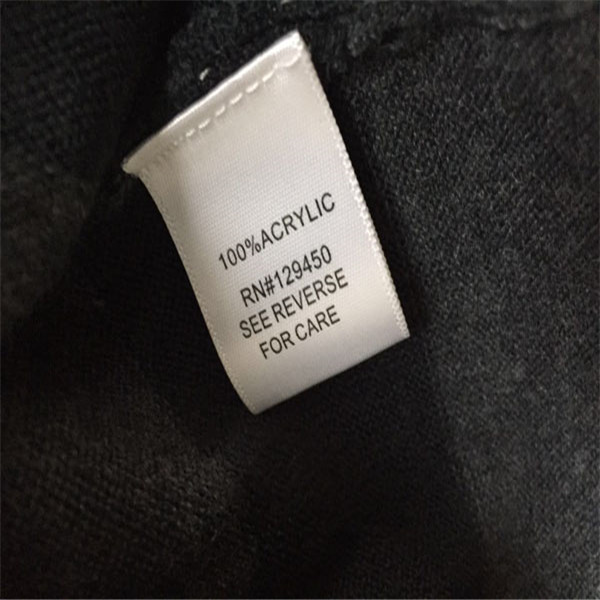 100%ACRYLIC
RN#129450
SEE REVERSE
FOR CARE